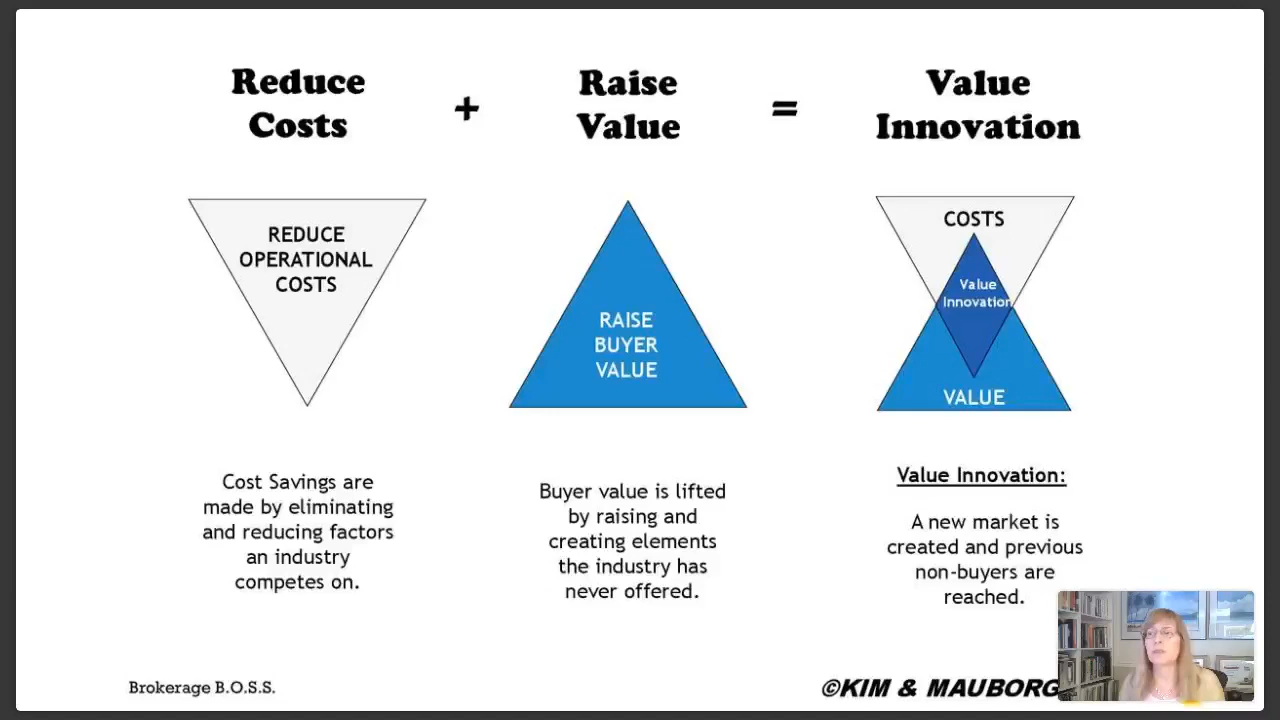 Reduce
Costs
+
Raise
Value
=
Value
Innovation
REDUCE
OPERATIONAL
COSTS
RAISE
BUYER
VALUE
COSTS
Value
Innovation
VALUE
Cost Savings are
made by eliminating
and reducing factors
an industry
competes on.
Buyer value is lifted
by raising and
creating elements
the industry has
never offered.
Value Innovation:
A new market is
created and previous
non-buyers are
reached.
Brokerage B.O.S.S.
©KIM & MAUBORG